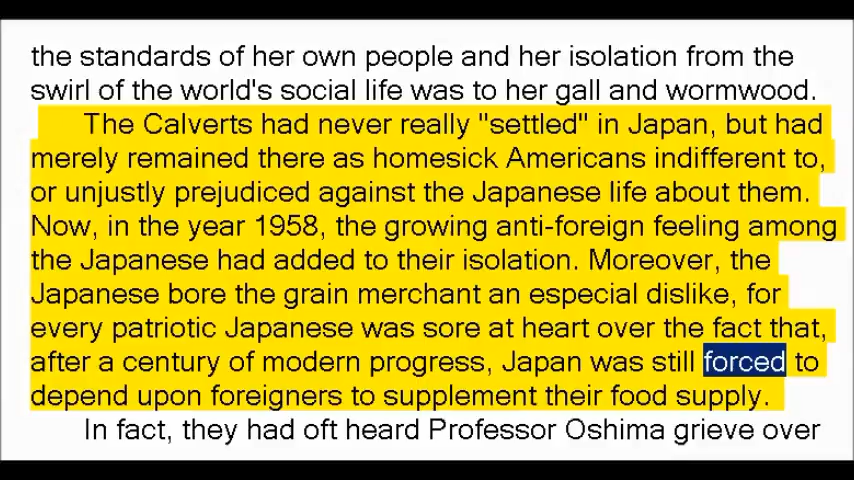 the standards of her own people and her isolation from the
swirl of the world's social life was to her gall and wormwood.
The Calverts had never really "settled" in Japan, but had
merely remained there as homesick Americans indifferent to,
or unjustly prejudiced against the Japanese life about them.
Now, in the year 1958, the growing anti-foreign feeling among
the Japanese had added to their isolation. Moreover, the
Japanese bore the grain merchant an especial dislike, for
every patriotic Japanese was sore at heart over the fact that,
after a century of modern progress, Japan was still forced to
depend upon foreigners to supplement their food supply.
In fact, they had oft heard Professor Oshima grieve over